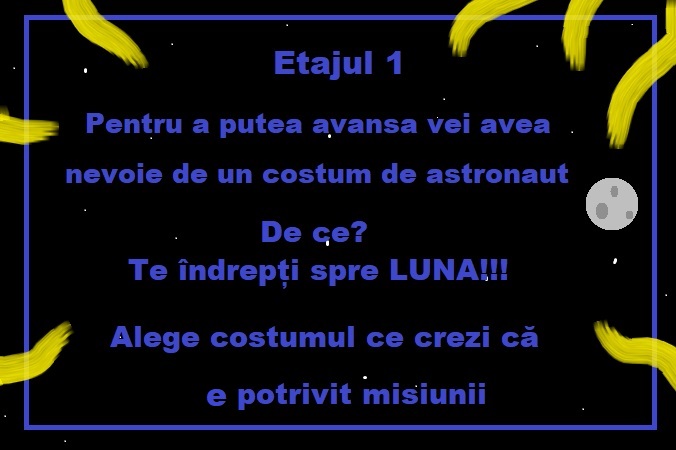 Etajul 1
Pentru a putea avansa vei avea
nevoie de un costum de astronaut
De ce?
Te îndrepți spre LUNA!!!
Alege costumul ce crezi că
e potrivit misiunii